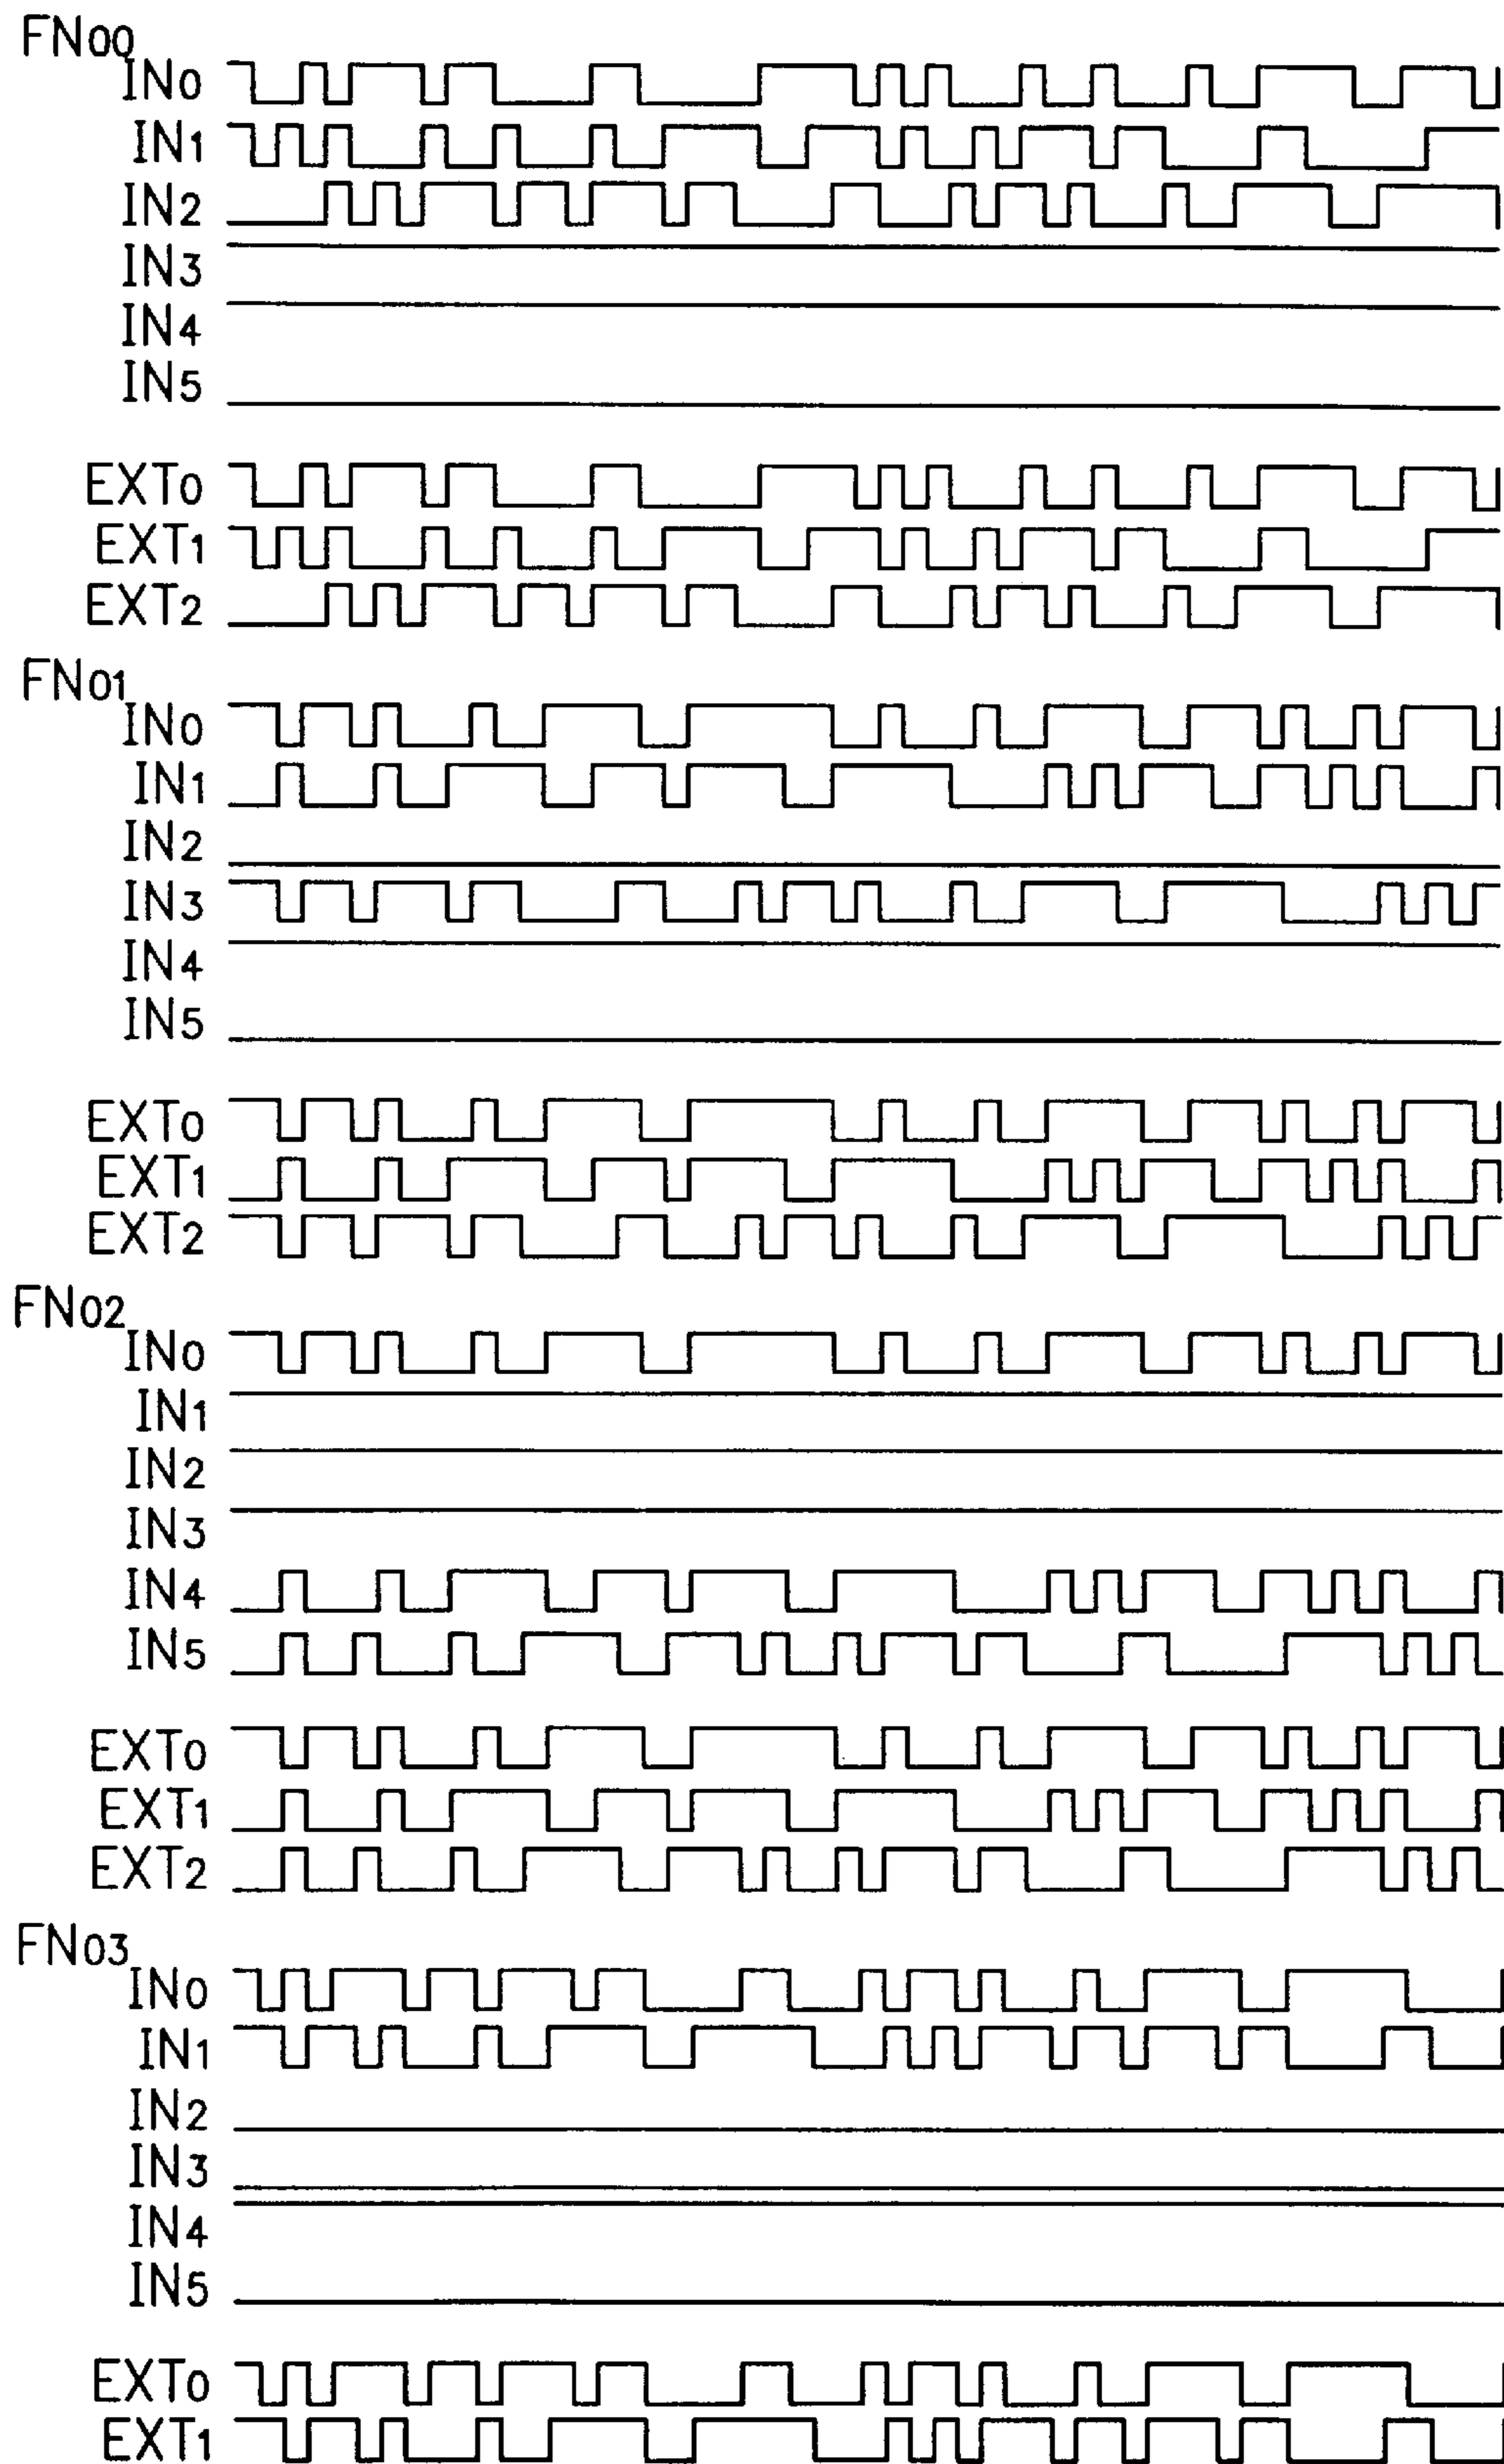 FN00
IN0
IN1
IN2
IN3
IN4
IN5
EXT0
EXT1
EXT2
FN01
IN0
IN1
IN2
IN3
IN4
IN5
EXT0
EXT1
EXT2
FN02
IN0
IN1
IN2
IN3
IN4
IN5
EXT0
EXT1
EXT2
FN03
IN0
IN1
IN2
IN3
IN4
IN5
EXT0
EXT1